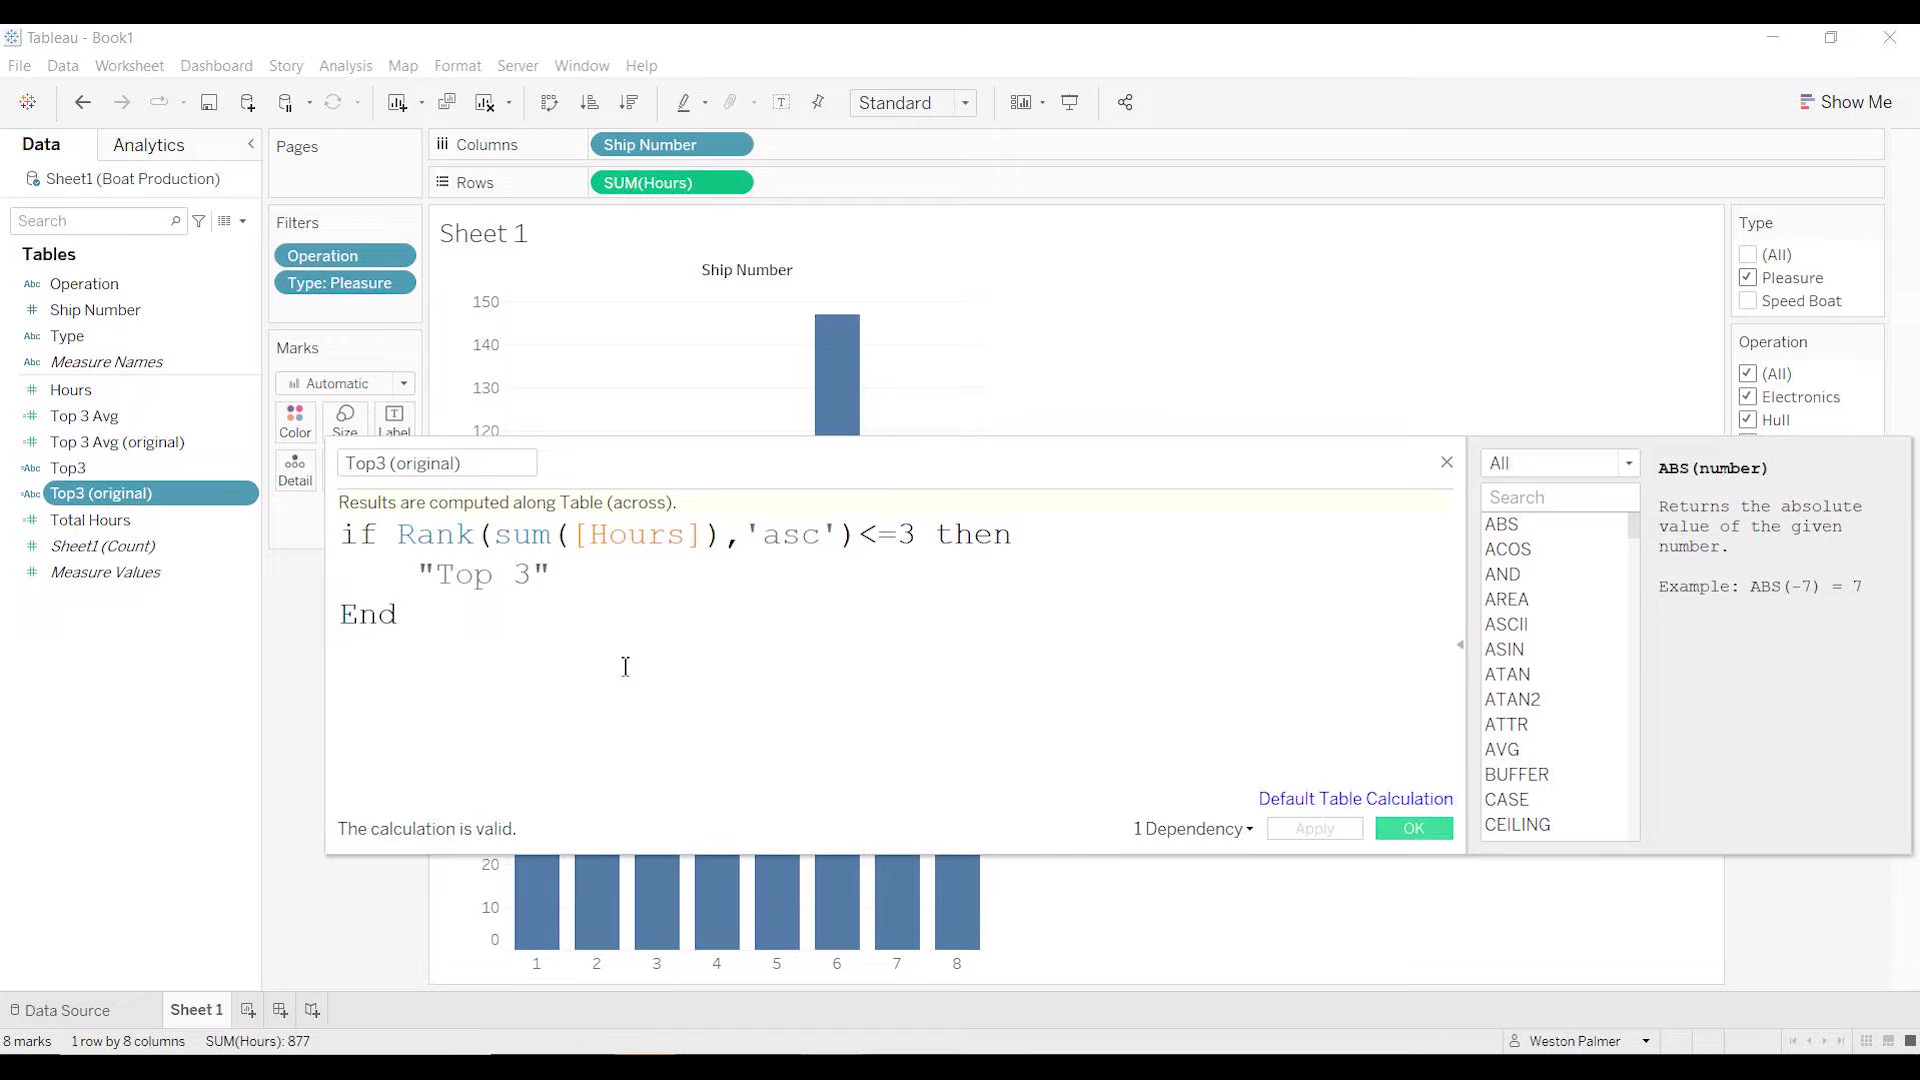 Tableau - Book1
File Data Worksheet Dashboard Story Analysis Map Format Server Window Help
Standard
Show Me
Data Analytics
Sheet1 (Boat Production)
Search
Tables
Operation
Ship Number
Type
Measure Names
Hours
Top 3 Avg
Top 3 Avg (original)
Top3
Top3 (original)
Total Hours
Sheet1 (Count)
Measure Values
Pages
Filters
Operation
Type: Pleasure
Marks
Automatic
Color Size Label
Detail
Columns Ship Number
Rows SUM(Hours)
Sheet 1
Ship Number
150
140
130
120
Type
(All)
Pleasure
Speed Boat
Operation
(All)
Electronics
Hull
Top3 (original)
Results are computed along Table (across).
if Rank(sum([Hours]),'asc')<=3 then
"Top 3"
End
The calculation is valid.
Default Table Calculation
1 Dependency Apply OK
All
Search
ABS
ACOS
AND
AREA
ASCII
ASIN
ATAN
ATAN2
ATTR
AVG
BUFFER
CASE
CEILING
ABS(number)
Returns the absolute
value of the given
number.
Example: ABS(-7) = 7
20
10
0
1 2 3 4 5 6 7 8
Data Source Sheet 1
8 marks 1 row by 8 columns SUM(Hours): 877
Weston Palmer